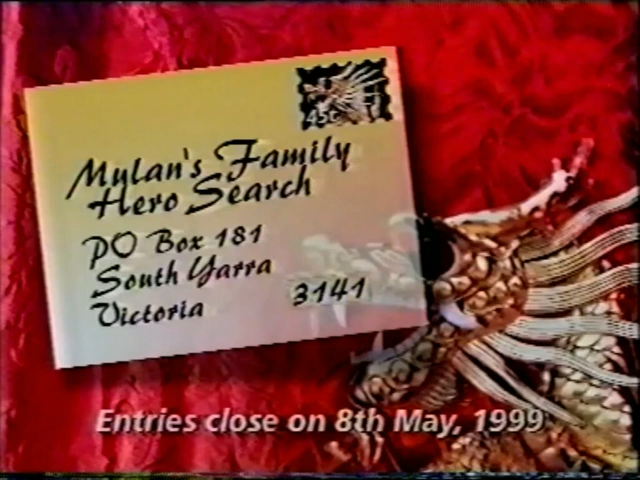 45c
Mylan's Family
Hero Search
PO Box 181
South Yarra
Victoria 3141
Entries close on 8th May, 1999